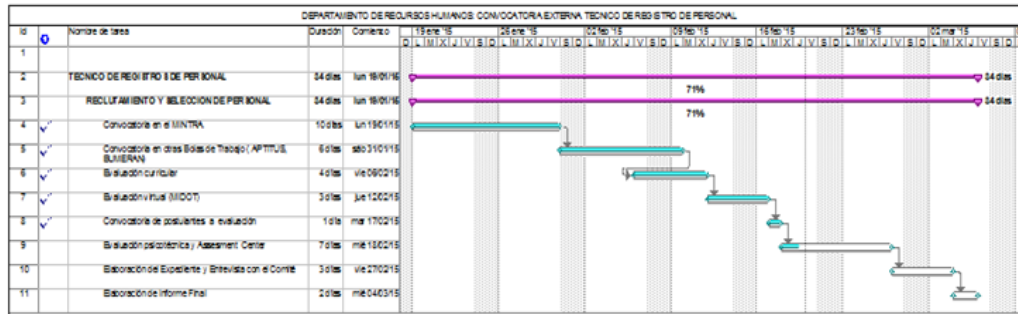 DEPARTAMENTO DE RECURSOS HUMANOS: CONVOCATORIA EXTERNA TECNICO DE REGISTRO DE PERSONAL
Id Nombre de tarea Duración Comienzo 19 ene '15 26 ene '15 02 feb '15 09 feb '15 16 feb '15 23 feb '15 02 mar '15
D L M X J V S D L M X J V S D L M X J V S D L M X J V S D L M X J V S D L M X J V S D L M X J V S D
1
2 TECNICO DE REGISTRO S DE PERSONAL 34 días lun 19/01/15 34 días
71%
3 RECLUTAMIENTO Y SELECCION DE PERSONAL 34 días lun 19/01/15 34 días
71%
4 Convocatoria en el MINTRA 10 días lun 19/01/15
5 Convocatoria en otras Bolsas de Trabajo ( APTITUS, BUMERAN) 6 días sáb 31/01/15
6 Evaluación curricular 4 días vie 06/02/15
7 Evaluación virtual (MIDOT) 3 días jue 12/02/15
8 Convocatoria de postulantes a evaluación 1 día mar 17/02/15
9 Evaluación psicotécnica y Assesment Center 7 días mié 18/02/15
10 Elaboración del Expediente y Entrevista con el Comité 3 días vie 27/02/15
11 Elaboración de Informe Final 2 días mié 04/03/15